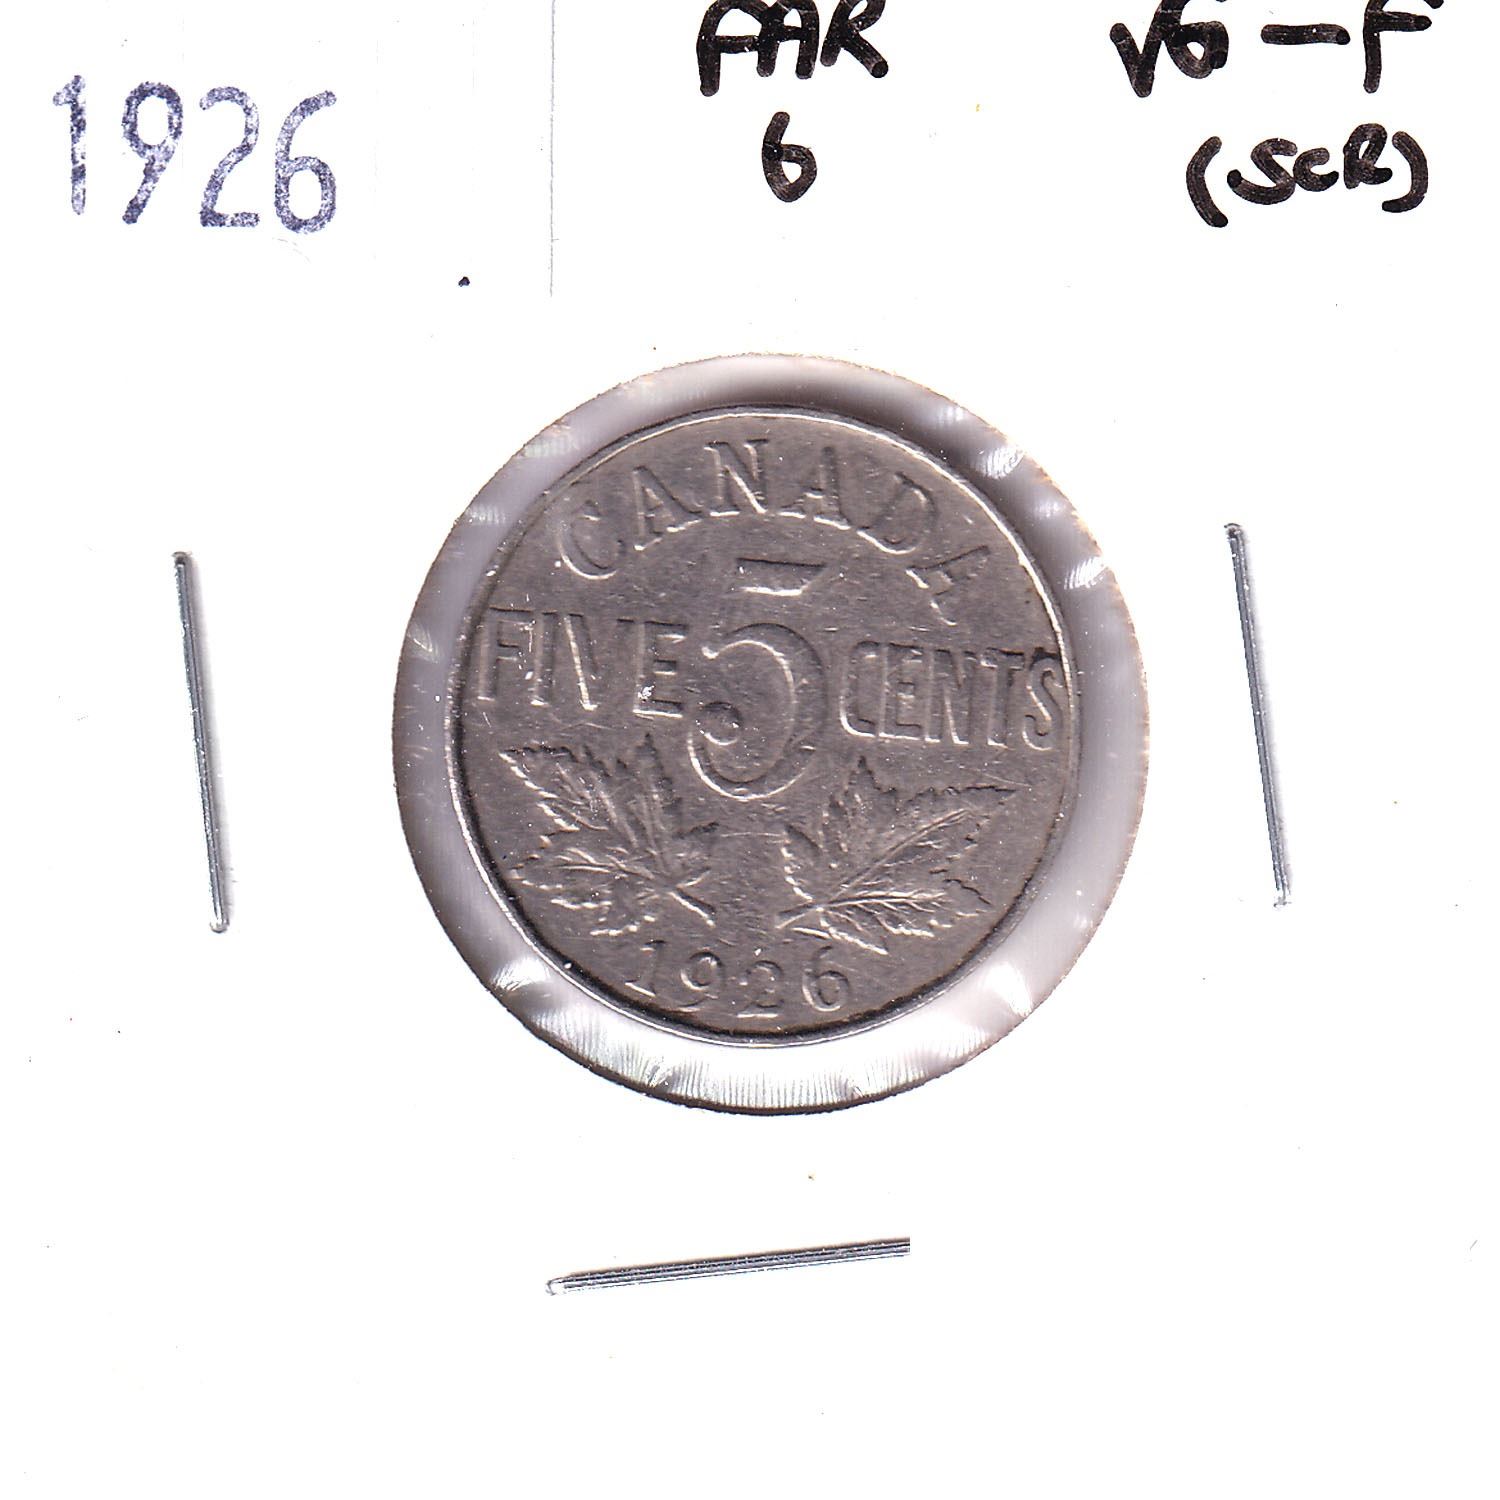 1926
FAR
6
VG-F
(SCR)
CANADA
FIVE 5 CENTS
1926